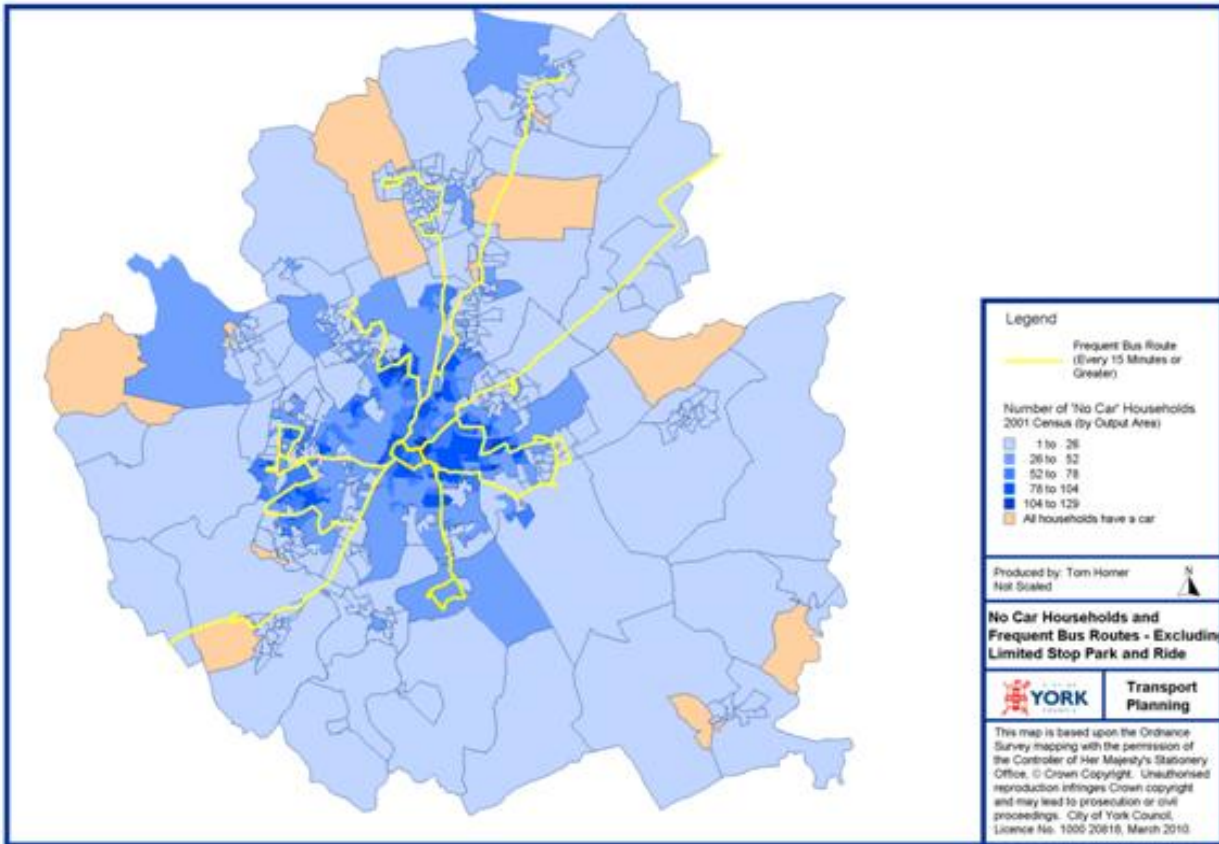 Legend
Frequent Bus Route
(Every 15 Minutes or
Greater)
Number of 'No Car' Households
2001 Census (by Output Area)
1 to 26
26 to 52
52 to 78
78 to 104
104 to 129
All households have a car
Produced by: Tom Horner
Not Scaled
N
No Car Households and
Frequent Bus Routes - Excluding
Limited Stop Park and Ride
CITY OF
YORK
COUNCIL
Transport
Planning
This map is based upon the Ordnance
Survey mapping with the permission of
the Controller of Her Majesty's Stationery
Office, © Crown Copyright. Unauthorised
reproduction infringes Crown copyright
and may lead to prosecution or civil
proceedings. City of York Council,
Licence No. 1000 20818, March 2010.